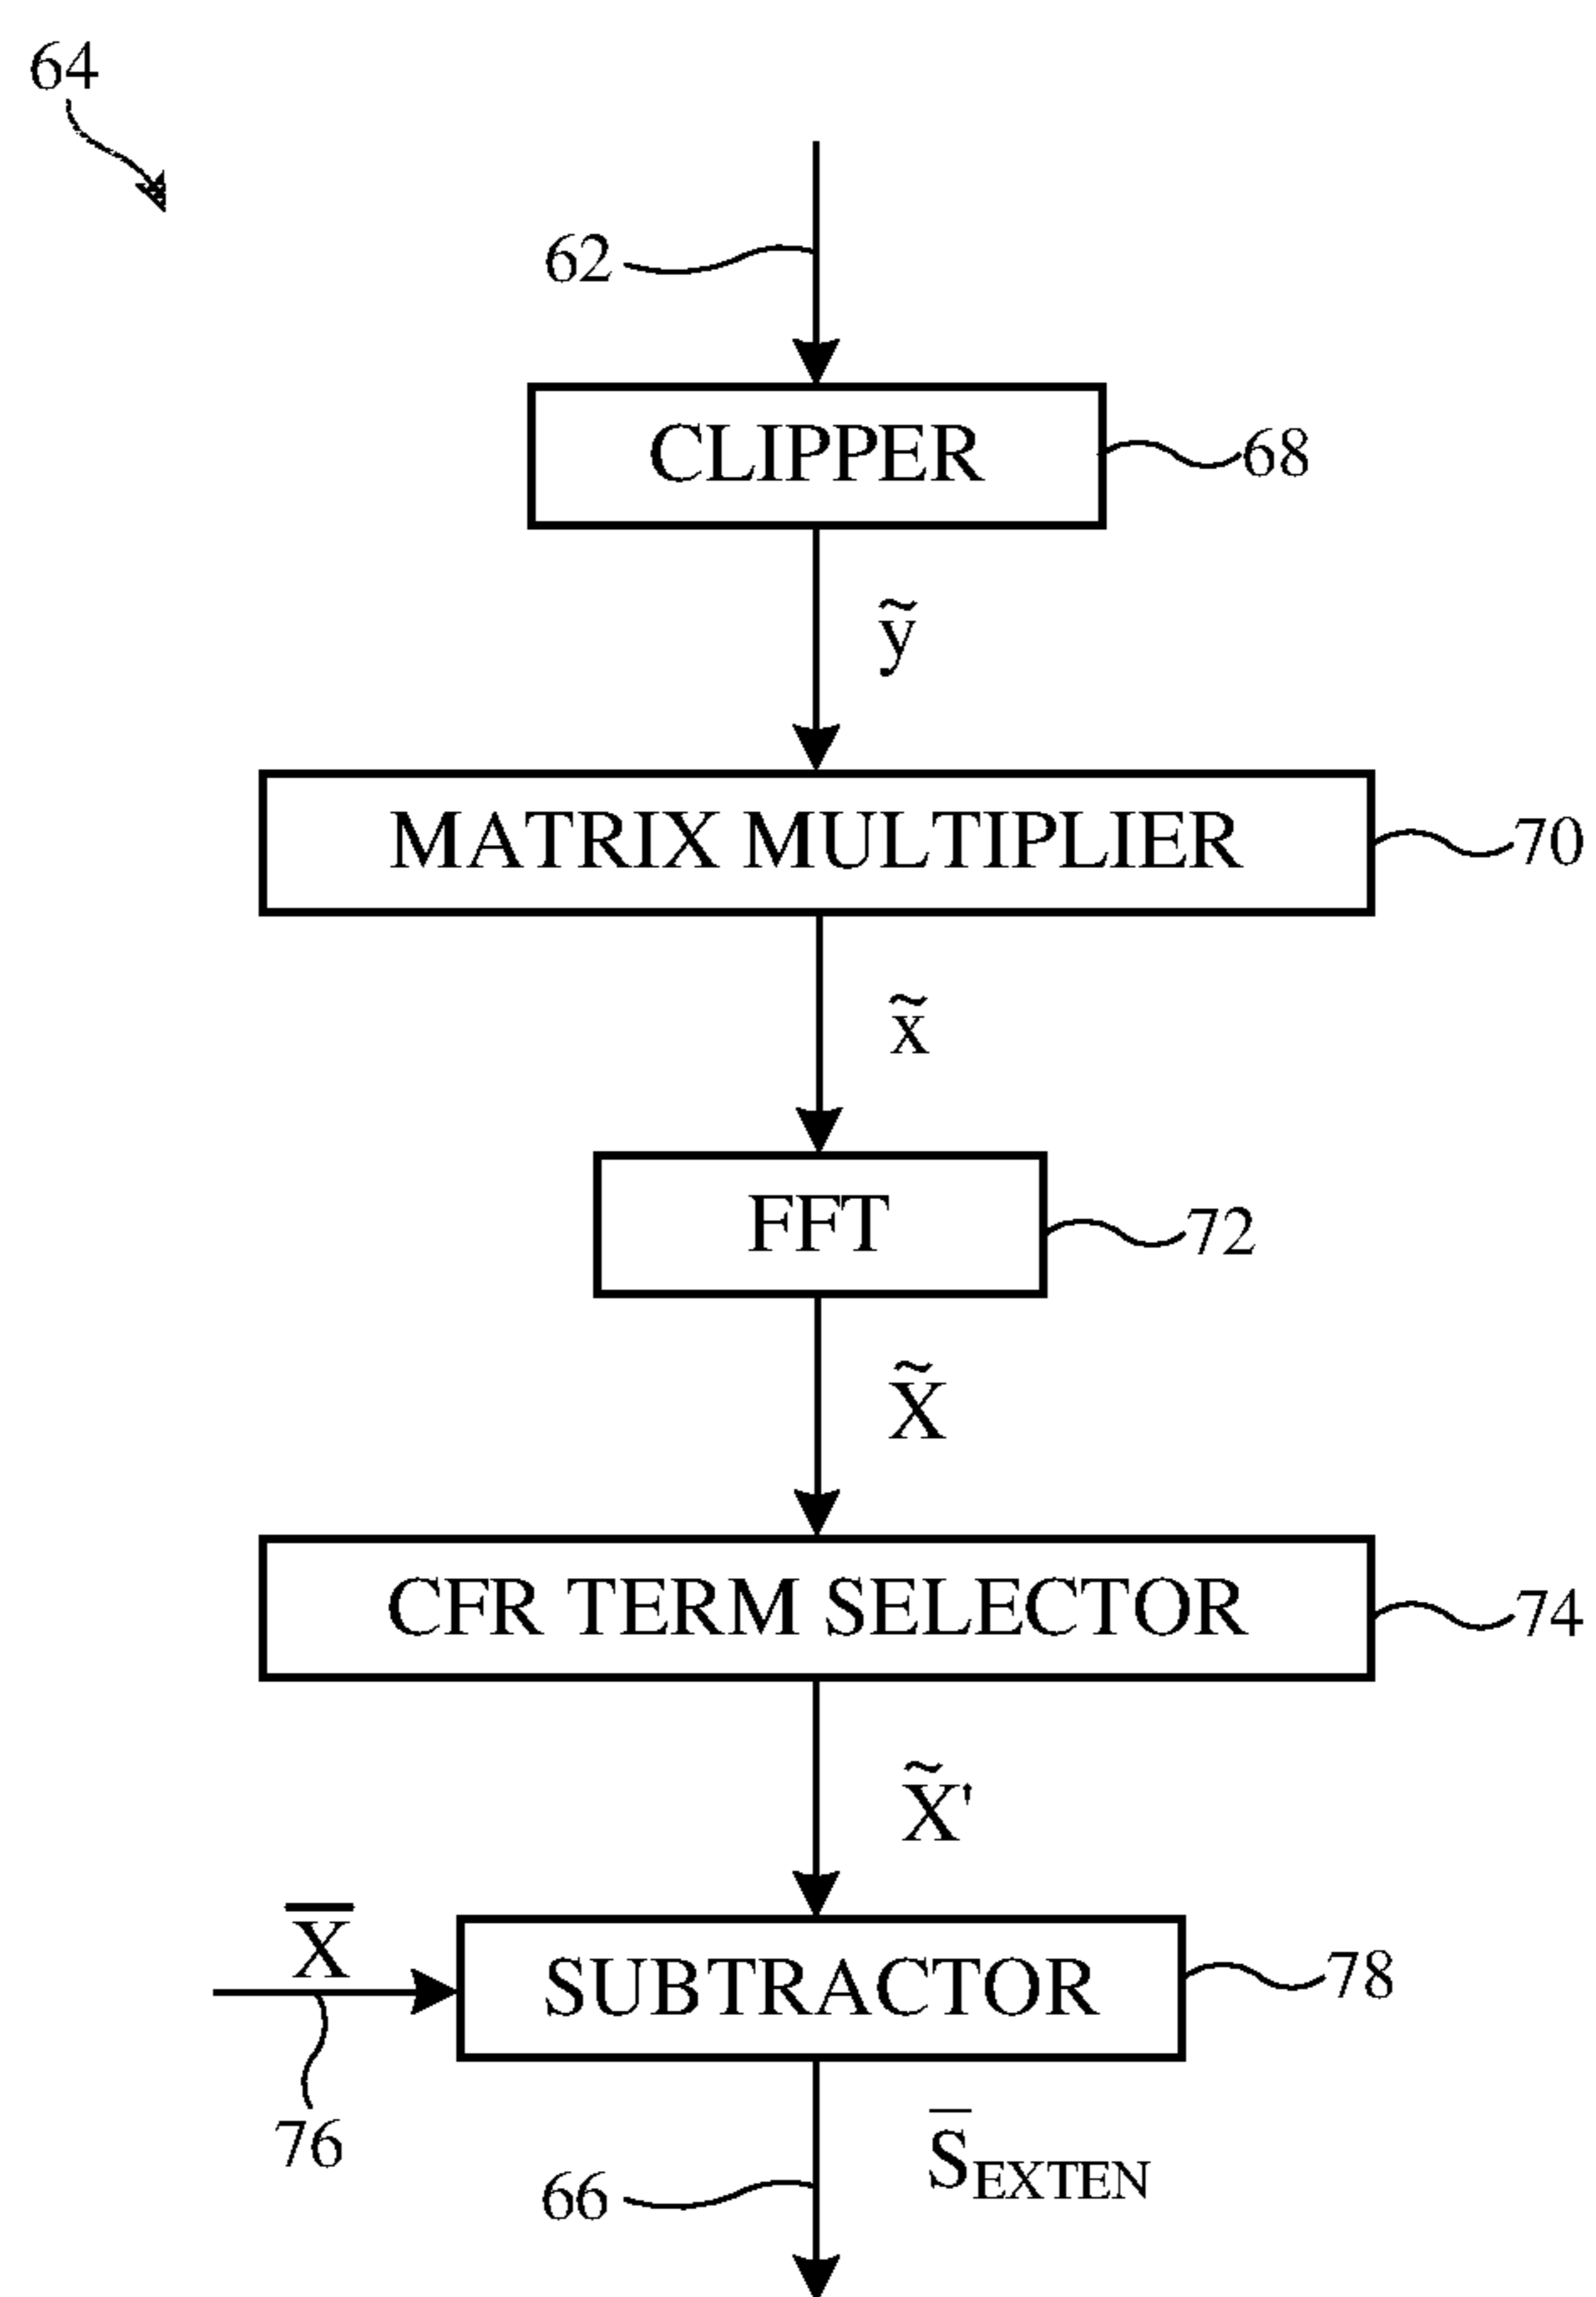 64
62
CLIPPER
68
ỹ
MATRIX MULTIPLIER
70
x̃
FFT
72
X̃
CFR TERM SELECTOR
74
X̃'
X̅
SUBTRACTOR
78
76
S̅EXTEN
66